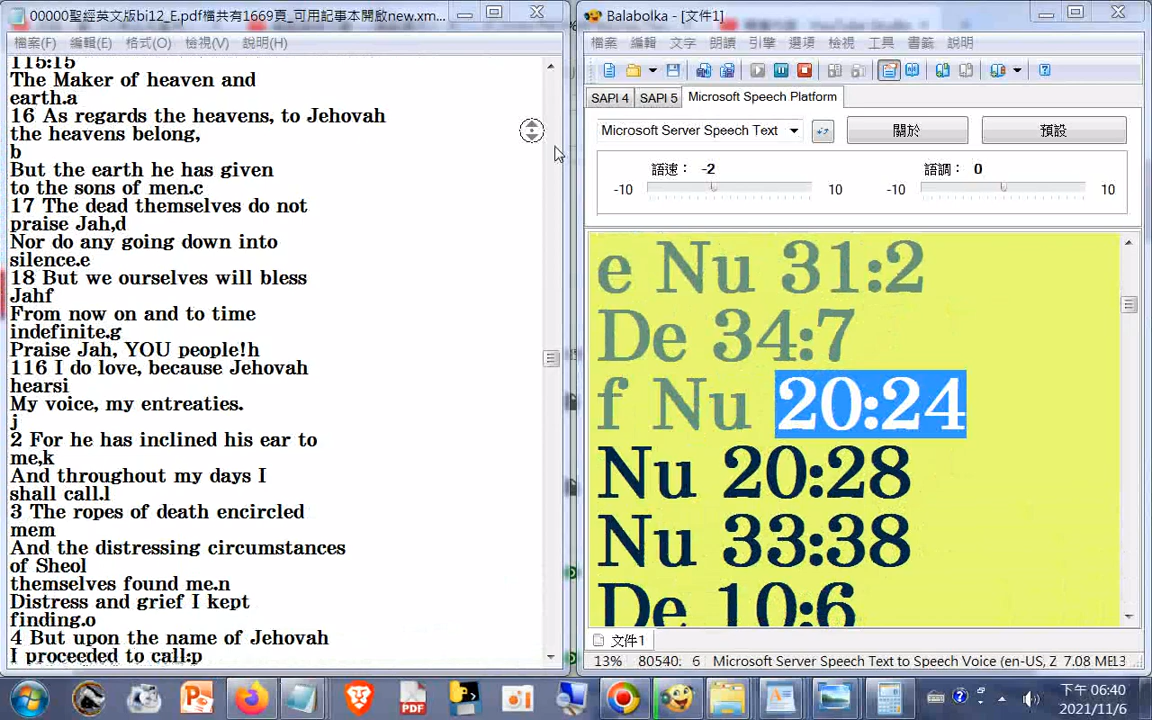 00000聖經英文版bi12_E.pdf檔共有1669頁_可用記事本開啟new.xm...
檔案(F) 編輯(E) 格式(O) 檢視(V) 說明(H)
115:15
The Maker of heaven and
earth.a
16 As regards the heavens, to Jehovah
the heavens belong,
b
But the earth he has given
to the sons of men.c
17 The dead themselves do not
praise Jah,d
Nor do any going down into
silence.e
18 But we ourselves will bless
Jahf
From now on and to time
indefinite.g
Praise Jah, YOU people!h
116 I do love, because Jehovah
hearsi
My voice, my entreaties.
j
2 For he has inclined his ear to
me,k
And throughout my days I
shall call.l
3 The ropes of death encircled
mem
And the distressing circumstances
of Sheol
themselves found me.n
Distress and grief I kept
finding.o
4 But upon the name of Jehovah
I proceeded to call:p
Balabolka - [文件1]
檔案 編輯 文字 朗讀 引擎 選項 檢視 工具 書籤 說明
SAPI 4 SAPI 5 Microsoft Speech Platform
Microsoft Server Speech Text 關於 預設
語速: -2 語調: 0
-10 10 -10 10
e Nu 31:2
De 34:7
f Nu 20:24
Nu 20:28
Nu 33:38
De 10:6
文件1
13% 80540: 6 Microsoft Server Speech Text to Speech Voice (en-US, Z 7.08 ME
PDF
下午 06:40
2021/11/6